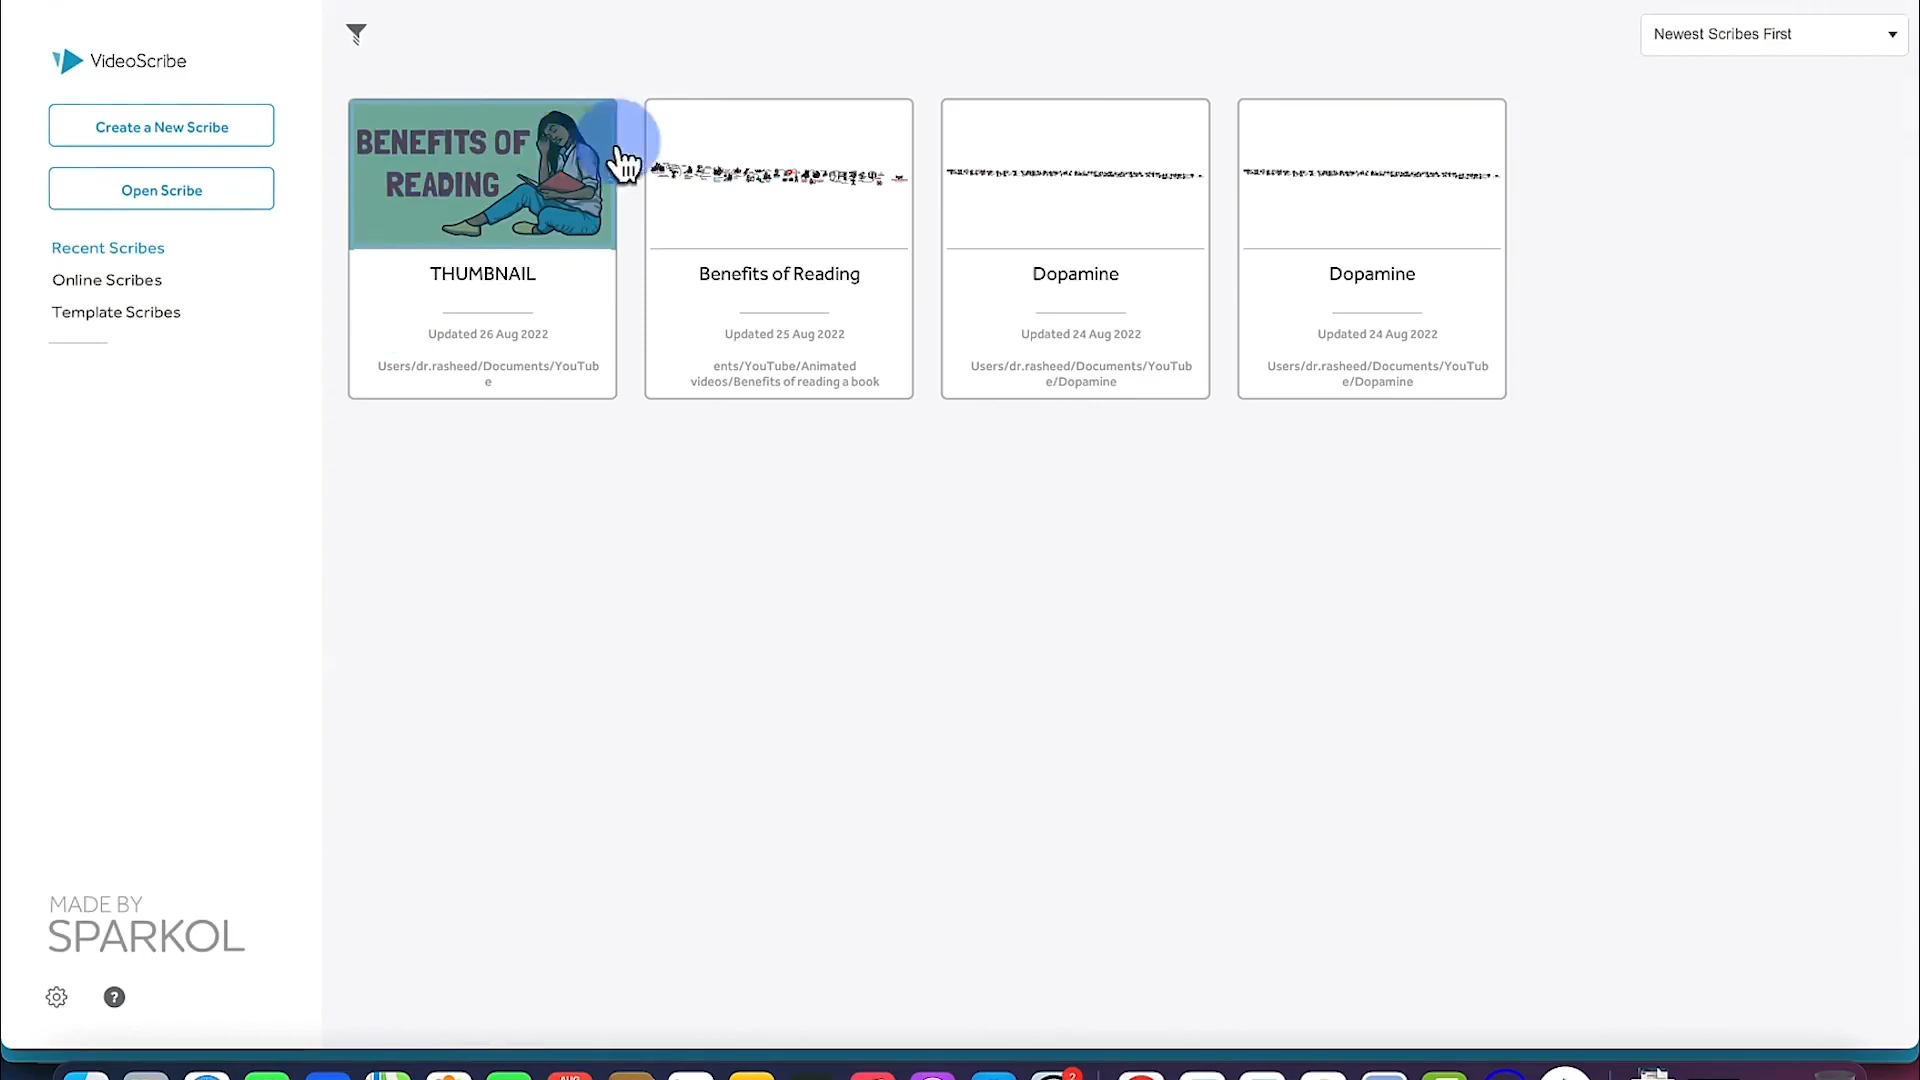 VideoScribe
Newest Scribes First
Create a New Scribe
Open Scribe
Recent Scribes
Online Scribes
Template Scribes
BENEFITS OF
READING
THUMBNAIL
Updated 26 Aug 2022
Users/dr.rasheed/Documents/YouTub
e
Benefits of Reading
Updated 25 Aug 2022
ents/YouTube/Animated
videos/Benefits of reading a book
Dopamine
Updated 24 Aug 2022
Users/dr.rasheed/Documents/YouTub
e/Dopamine
Dopamine
Updated 24 Aug 2022
Users/dr.rasheed/Documents/YouTub
e/Dopamine
MADE BY
SPARKOL
?
AUG
2